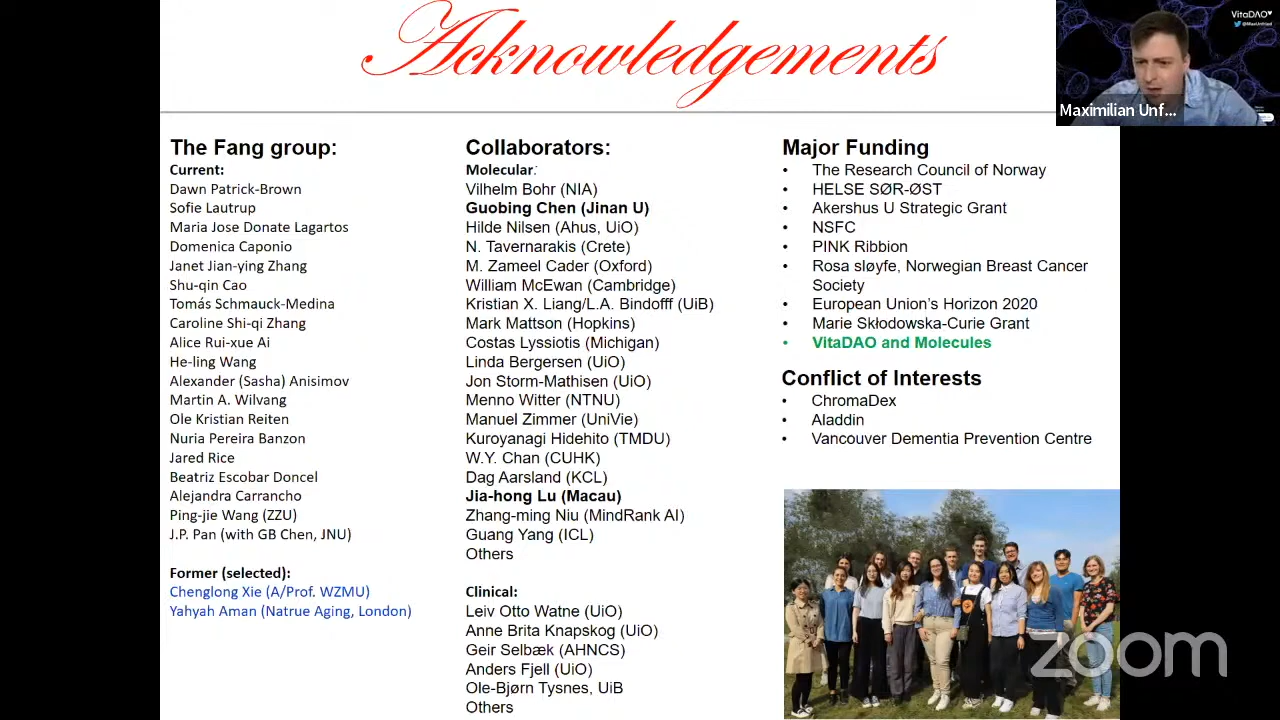 Acknowledgements
VitaDAO
@MaxUnfried
Maximilian Unf...
The Fang group:
Current:
Dawn Patrick-Brown
Sofie Lautrup
Maria Jose Donate Lagartos
Domenica Caponio
Janet Jian-ying Zhang
Shu-qin Cao
Tomás Schmauck-Medina
Caroline Shi-qi Zhang
Alice Rui-xue Ai
He-ling Wang
Alexander (Sasha) Anisimov
Martin A. Wilvang
Ole Kristian Reiten
Nuria Pereira Banzon
Jared Rice
Beatriz Escobar Doncel
Alejandra Carrancho
Ping-jie Wang (ZZU)
J.P. Pan (with GB Chen, JNU)
Former (selected):
Chenglong Xie (A/Prof. WZMU)
Yahyah Aman (Natrue Aging, London)
Collaborators:
Molecular:
Vilhelm Bohr (NIA)
Guobing Chen (Jinan U)
Hilde Nilsen (Ahus, UiO)
N. Tavernarakis (Crete)
M. Zameel Cader (Oxford)
William McEwan (Cambridge)
Kristian X. Liang/L.A. Bindofff (UiB)
Mark Mattson (Hopkins)
Costas Lyssiotis (Michigan)
Linda Bergersen (UiO)
Jon Storm-Mathisen (UiO)
Menno Witter (NTNU)
Manuel Zimmer (UniVie)
Kuroyanagi Hidehito (TMDU)
W.Y. Chan (CUHK)
Dag Aarsland (KCL)
Jia-hong Lu (Macau)
Zhang-ming Niu (MindRank AI)
Guang Yang (ICL)
Others
Clinical:
Leiv Otto Watne (UiO)
Anne Brita Knapskog (UiO)
Geir Selbæk (AHNCS)
Anders Fjell (UiO)
Ole-Bjørn Tysnes, UiB
Others
Major Funding
• The Research Council of Norway
• HELSE SØR-ØST
• Akershus U Strategic Grant
• NSFC
• PINK Ribbion
• Rosa sløyfe, Norwegian Breast Cancer
Society
• European Union's Horizon 2020
• Marie Skłodowska-Curie Grant
• VitaDAO and Molecules
Conflict of Interests
• ChromaDex
• Aladdin
• Vancouver Dementia Prevention Centre
zoom